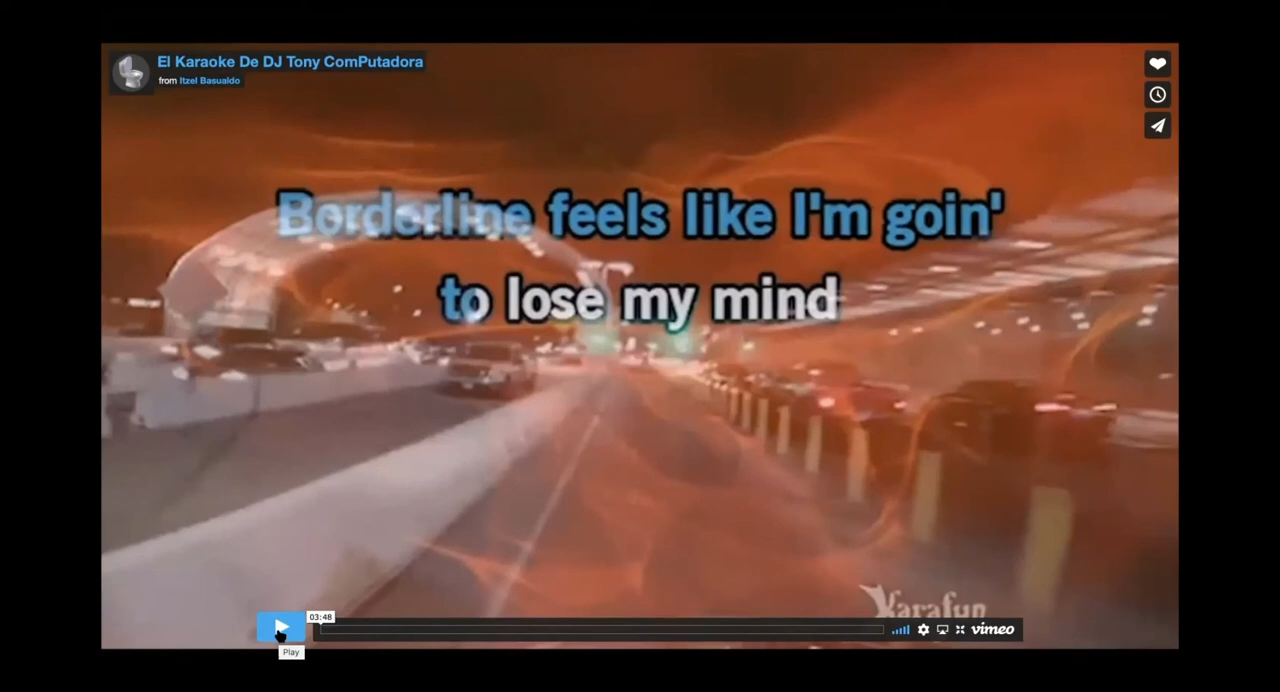 El Karaoke De DJ Tony ComPutadora
from Itzel Basualdo
Borderline feels like I'm goin'
to lose my mind
Karafun
03:48
vimeo
Play